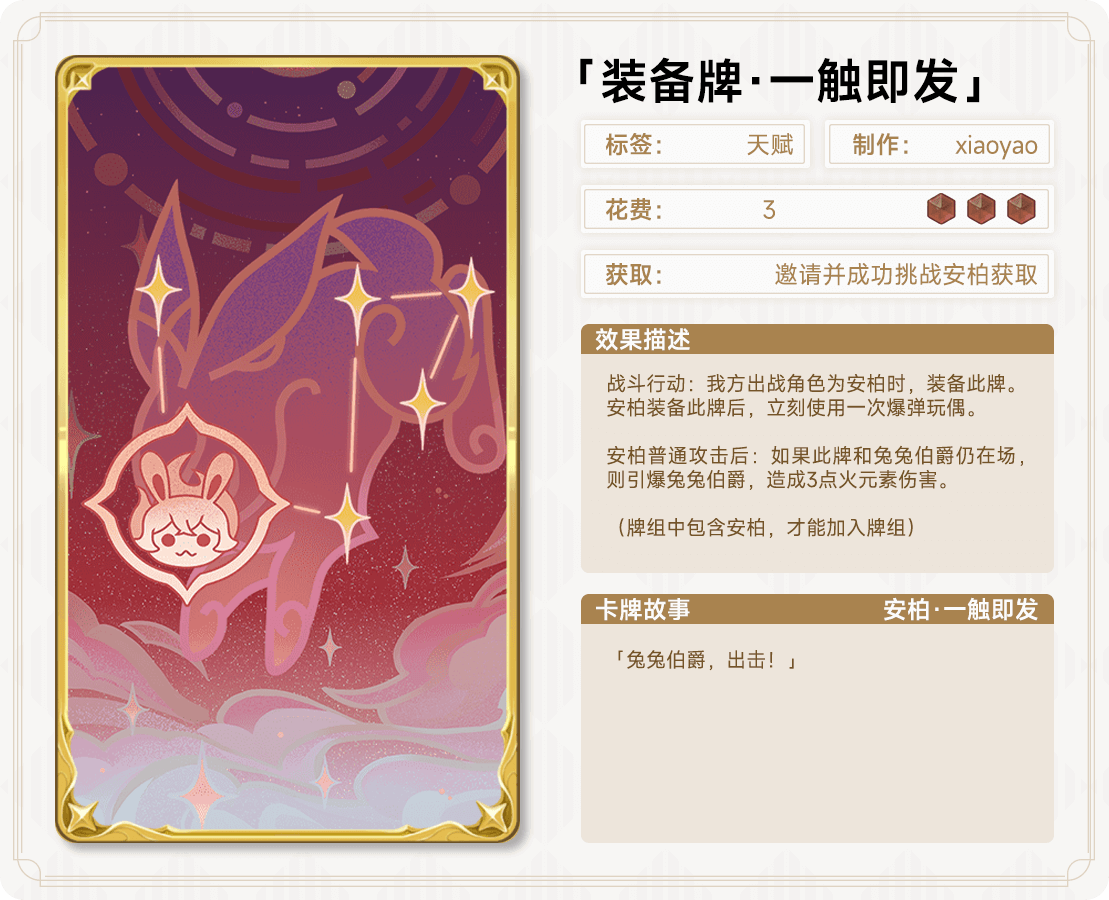 「装备牌·一触即发」
标签： 天赋 制作： xiaoyao
花费： 3
获取： 邀请并成功挑战安柏获取
效果描述
战斗行动：我方出战角色为安柏时，装备此牌。
安柏装备此牌后，立刻使用一次爆弹玩偶。
安柏普通攻击后：如果此牌和兔兔伯爵仍在场，
则引爆兔兔伯爵，造成3点火元素伤害。
（牌组中包含安柏，才能加入牌组）
卡牌故事 安柏·一触即发
「兔兔伯爵，出击！」